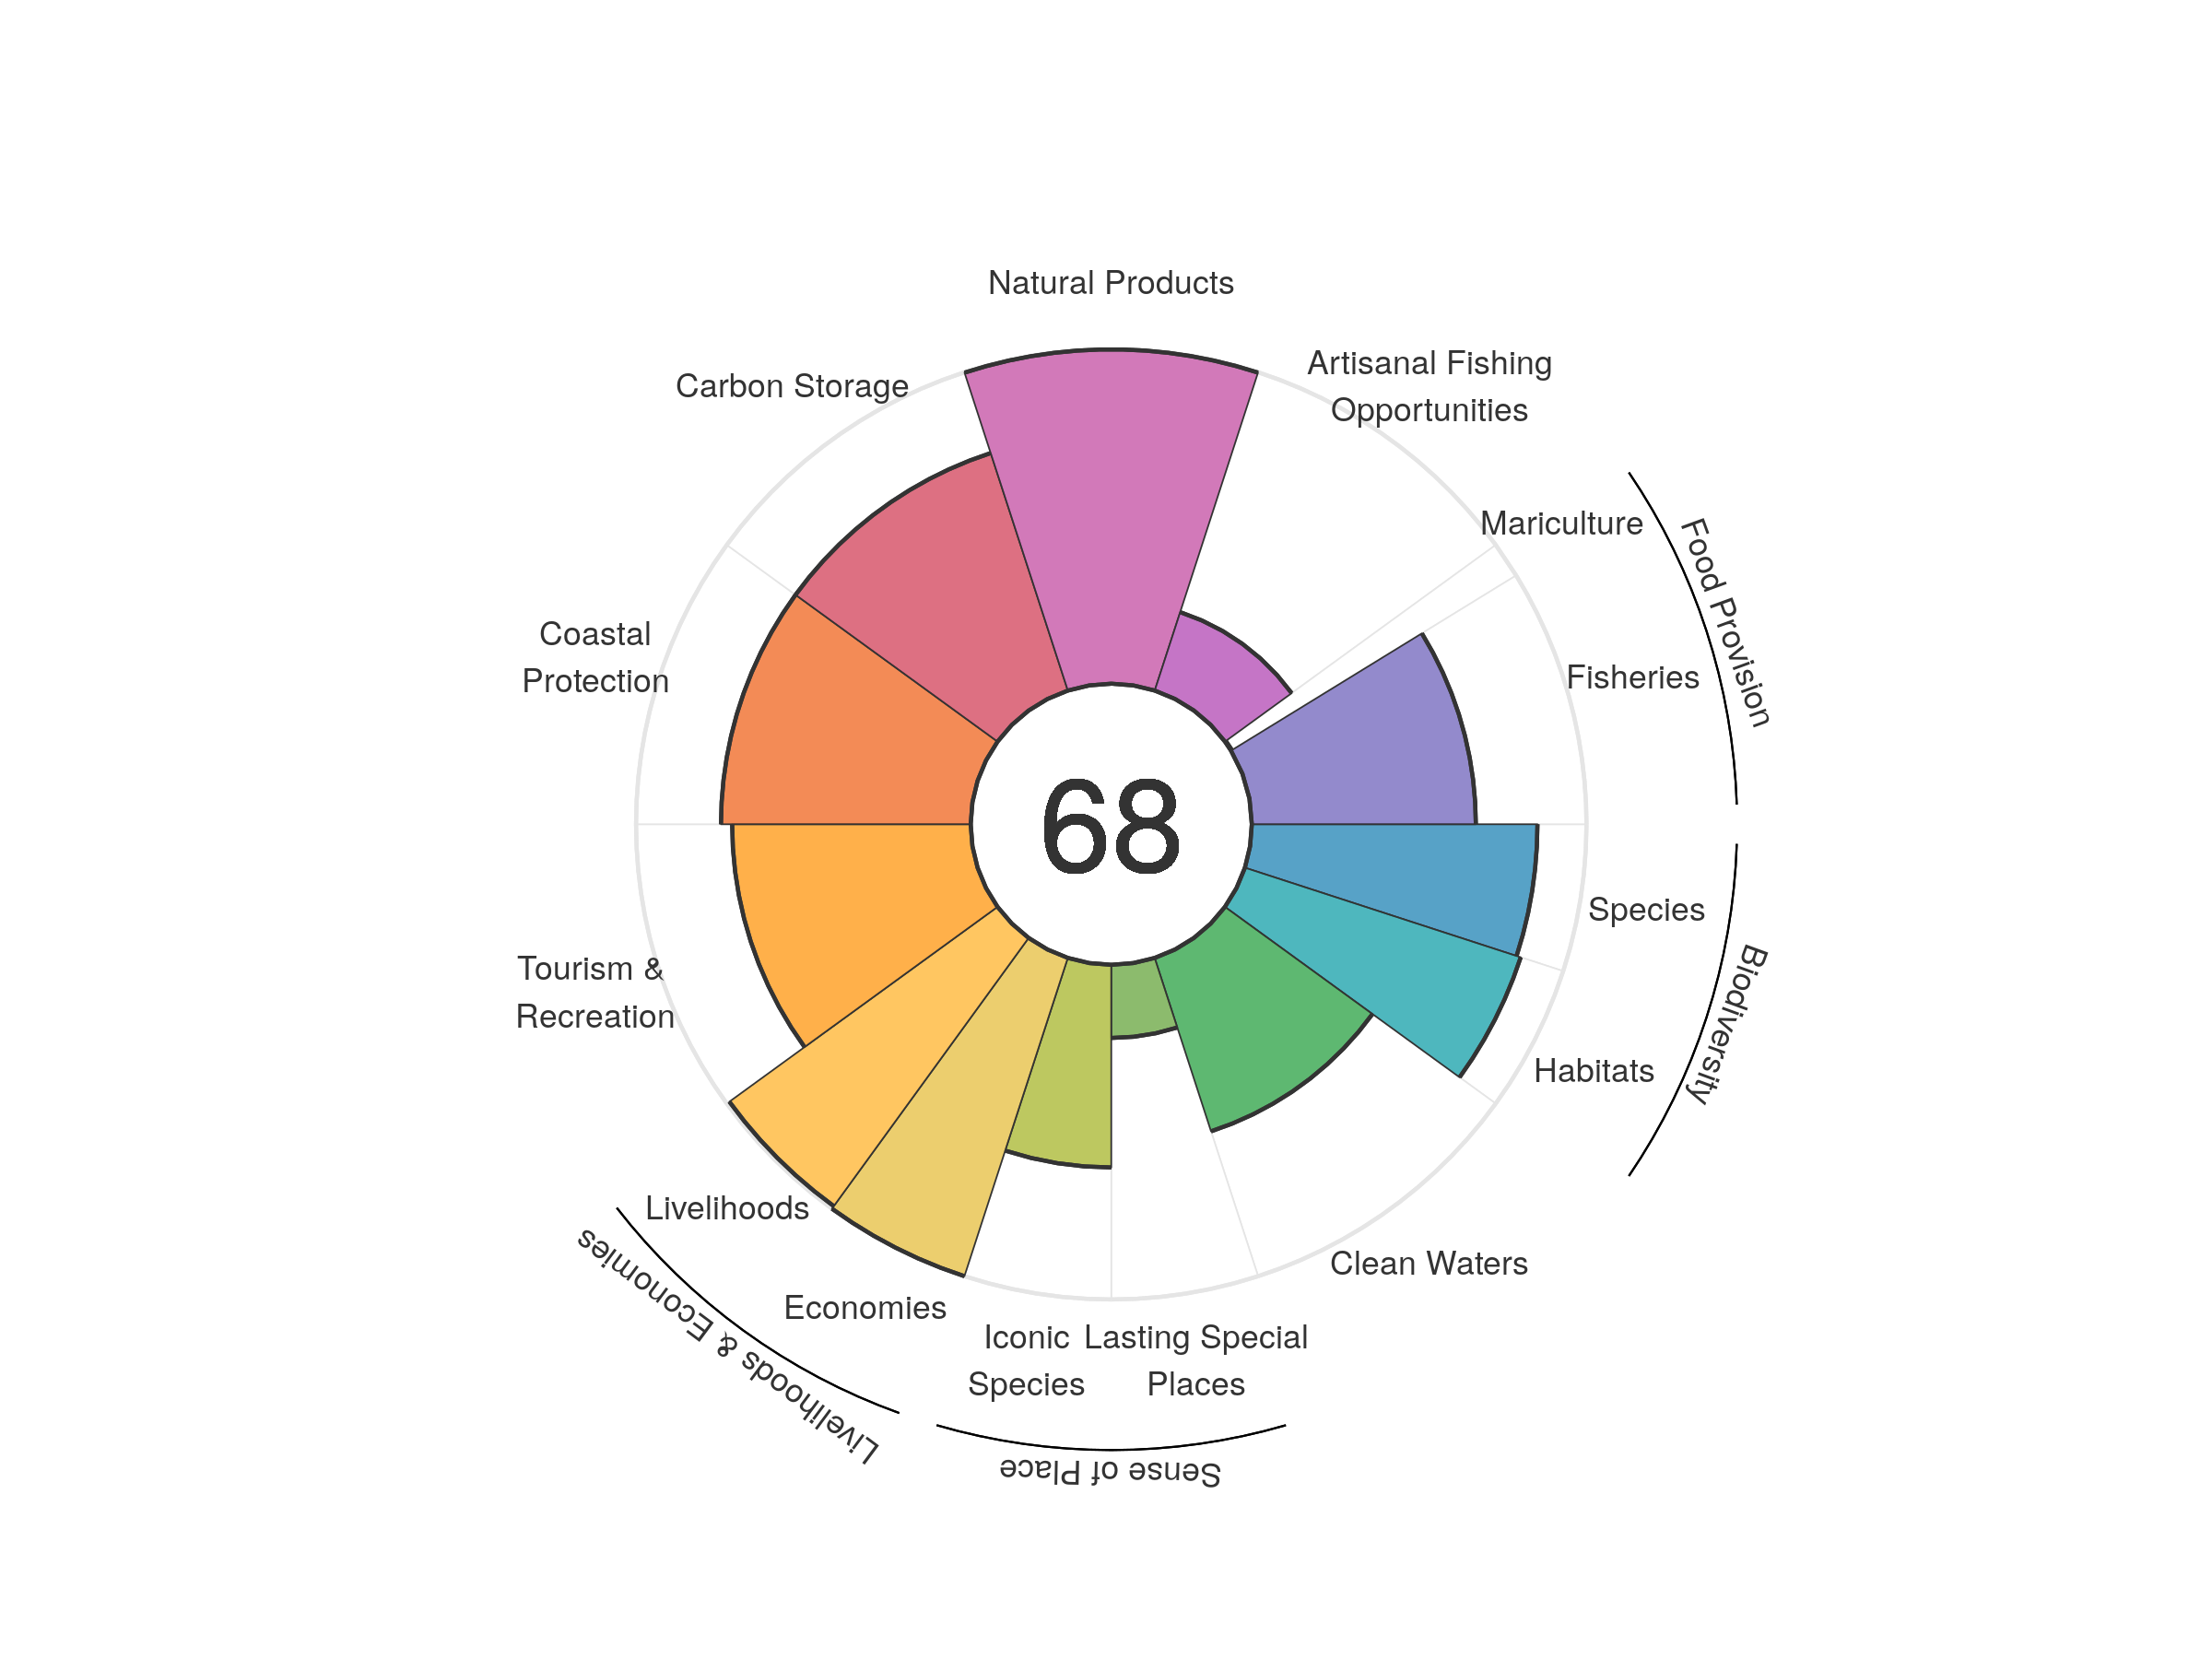 Natural Products
Artisanal Fishing
Opportunities
Carbon Storage
Mariculture
Food Provision
Fisheries
Coastal
Protection
68
Species
Biodiversity
Habitats
Tourism &
Recreation
Livelihoods
Livelihoods & Economies
Clean Waters
Economies
Iconic
Species
Lasting Special
Places
Sense of Place